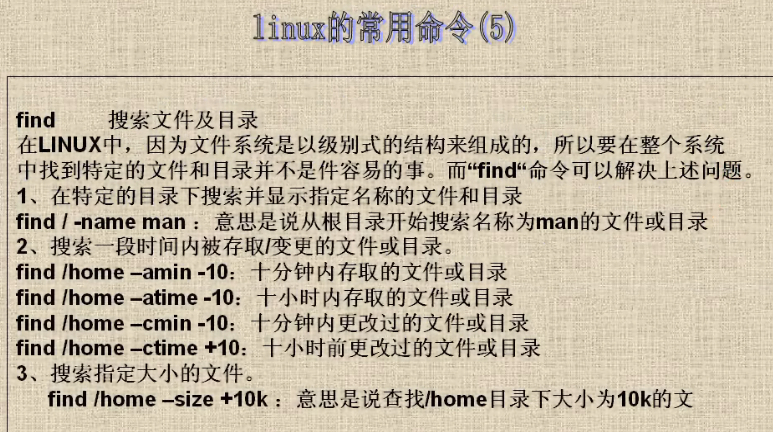 linux的常用命令(5)
find 搜索文件及目录
在LINUX中，因为文件系统是以级别式的结构来组成的，所以要在整个系统
中找到特定的文件和目录并不是件容易的事。而“find“命令可以解决上述问题。
1、在特定的目录下搜索并显示指定名称的文件和目录
find / -name man ：意思是说从根目录开始搜索名称为man的文件或目录
2、搜索一段时间内被存取/变更的文件或目录。
find /home –amin -10：十分钟内存取的文件或目录
find /home –atime -10：十小时内存取的文件或目录
find /home –cmin -10：十分钟内更改过的文件或目录
find /home –ctime +10：十小时前更改过的文件或目录
3、搜索指定大小的文件。
find /home –size +10k ：意思是说查找/home目录下大小为10k的文